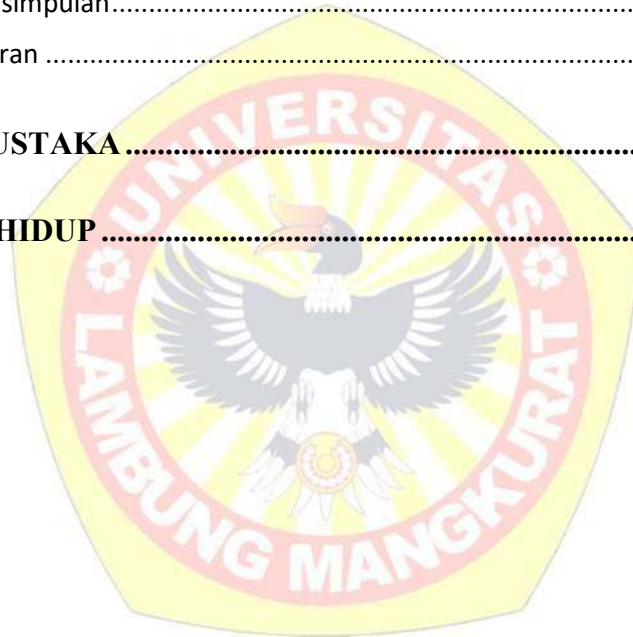 simpulan......................................................................................
ran ................................................................................................
USTAKA ....................................................................................
HIDUP ........................................................................................
UNIVERSITAS
LAMBUNG MANGKURAT